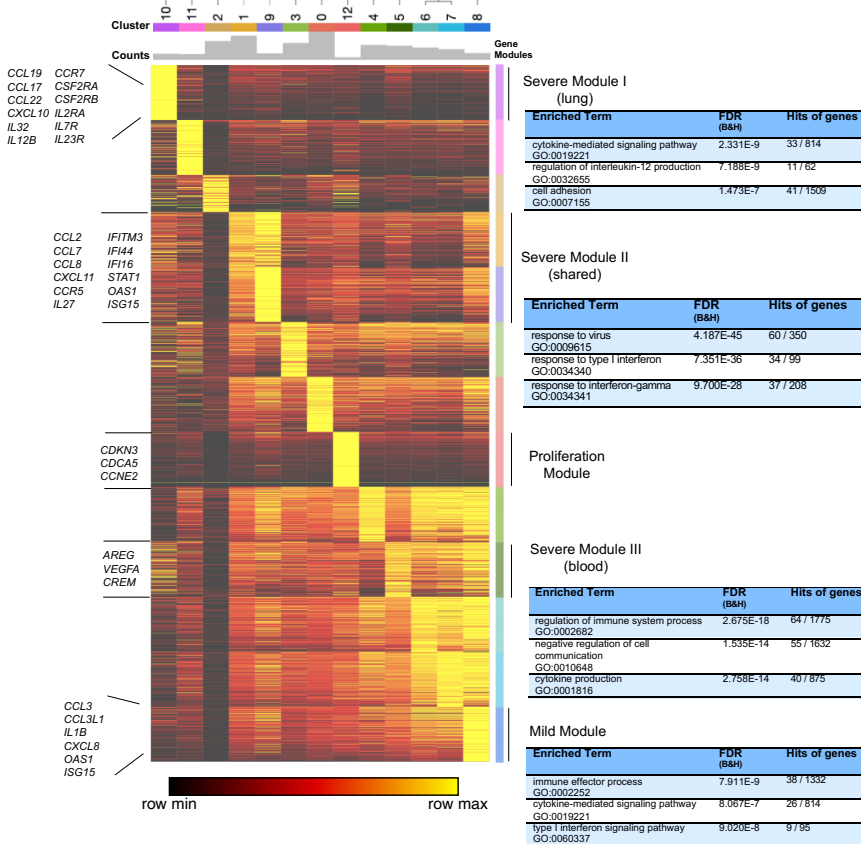 Cluster
10 11 2 1 9 3 0 12 4 5 6 7 8
Counts
Gene
Modules
CCL19 CCR7
CCL17 CSF2RA
CCL22 CSF2RB
CXCL10 IL2RA
IL32 IL7R
IL12B IL23R
CCL2 IFITM3
CCL7 IFI44
CCL8 IFI16
CXCL11 STAT1
CCR5 OAS1
IL27 ISG15
CDKN3
CDCA5
CCNE2
AREG
VEGFA
CREM
CCL3
CCL3L1
IL1B
CXCL8
OAS1
ISG15
row min row max
Severe Module I
(lung)
Enriched Term FDR Hits of genes
(B&H)
cytokine-mediated signaling pathway 2.331E-9 33 / 814
GO:0019221
regulation of interleukin-12 production 7.188E-9 11 / 62
GO:0032655
cell adhesion 1.473E-7 41 / 1509
GO:0007155
Severe Module II
(shared)
Enriched Term FDR Hits of genes
(B&H)
response to virus 4.187E-45 60 / 350
GO:0009615
response to type I interferon 7.351E-36 34 / 99
GO:0034340
response to interferon-gamma 9.700E-28 37 / 208
GO:0034341
Proliferation
Module
Severe Module III
(blood)
Enriched Term FDR Hits of genes
(B&H)
regulation of immune system process 2.675E-18 64 / 1775
GO:0002682
negative regulation of cell 1.535E-14 55 / 1632
communication
GO:0010648
cytokine production 2.758E-14 40 / 875
GO:0001816
Mild Module
Enriched Term FDR Hits of genes
(B&H)
immune effector process 7.911E-9 38 / 1332
GO:0002252
cytokine-mediated signaling pathway 8.067E-7 26 / 814
GO:0019221
type I interferon signaling pathway 9.020E-8 9 / 95
GO:0060337